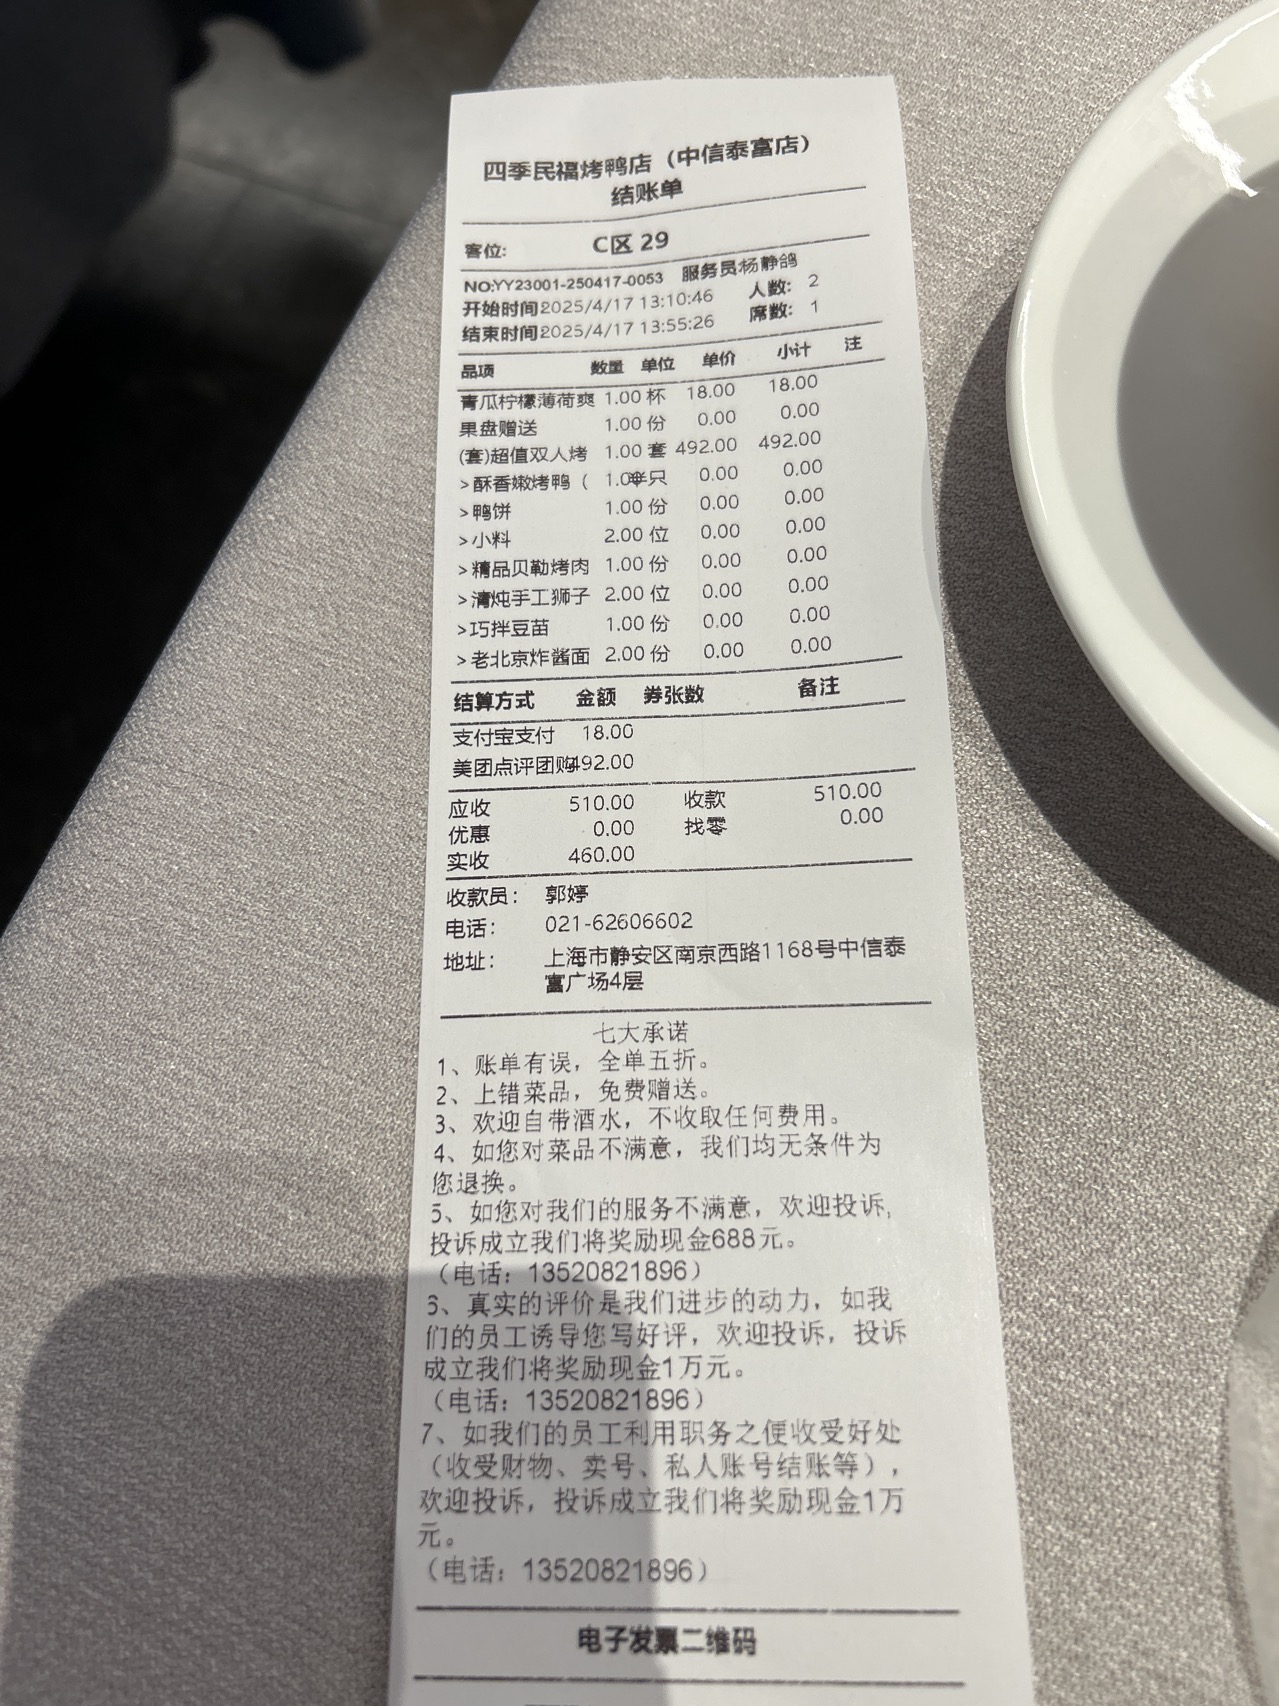 四季民福烤鸭店（中信泰富店）
结账单
客位: C区 29
NO:YY23001-250417-0053 服务员杨静鸽
开始时间2025/4/17 13:10:46 人数: 2
结束时间2025/4/17 13:55:26 席数: 1
品项 数量 单位 单价 小计 注
青瓜柠檬薄荷爽 1.00 杯 18.00 18.00
果盘赠送 1.00 份 0.00 0.00
(套)超值双人烤 1.00 套 492.00 492.00
>酥香嫩烤鸭（ 1.00 半只 0.00 0.00
>鸭饼 1.00 份 0.00 0.00
>小料 2.00 位 0.00 0.00
>精品贝勒烤肉 1.00 份 0.00 0.00
>清炖手工狮子 2.00 位 0.00 0.00
>巧拌豆苗 1.00 份 0.00 0.00
>老北京炸酱面 2.00 份 0.00 0.00
结算方式 金额 券张数 备注
支付宝支付 18.00
美团点评团购492.00
应收 510.00 收款 510.00
优惠 0.00 找零 0.00
实收 460.00
收款员: 郭婷
电话: 021-62606602
地址: 上海市静安区南京西路1168号中信泰
富广场4层
七大承诺
1、账单有误，全单五折。
2、上错菜品，免费赠送。
3、欢迎自带酒水，不收取任何费用。
4、如您对菜品不满意，我们均无条件为
您退换。
5、如您对我们的服务不满意，欢迎投诉,
投诉成立我们将奖励现金688元。
（电话：13520821896）
6、真实的评价是我们进步的动力，如我
们的员工诱导您写好评，欢迎投诉，投诉
成立我们将奖励现金1万元。
（电话：13520821896）
7、如我们的员工利用职务之便收受好处
（收受财物、卖号、私人账号结账等），
欢迎投诉，投诉成立我们将奖励现金1万
元。
（电话：13520821896）
电子发票二维码